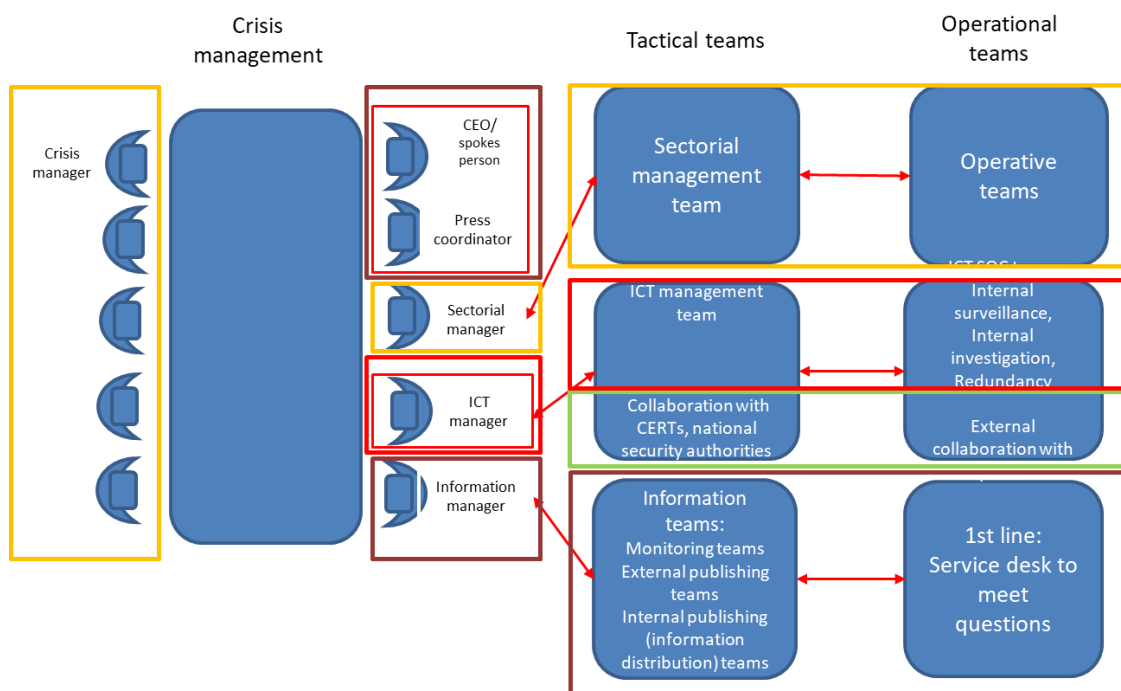 Crisis
management
Tactical teams
Operational
teams
Crisis
manager
CEO/
spokes
person
Press
coordinator
Sectorial
manager
ICT
manager
Information
manager
Sectorial
management
team
Operative
teams
ICT management
team
Collaboration with
CERTs, national
security authorities
Internal
surveillance,
Internal
investigation,
Redundancy
External
collaboration with
Information
teams:
Monitoring teams
External publishing
teams
Internal publishing
(information
distribution) teams
1st line:
Service desk to
meet
questions